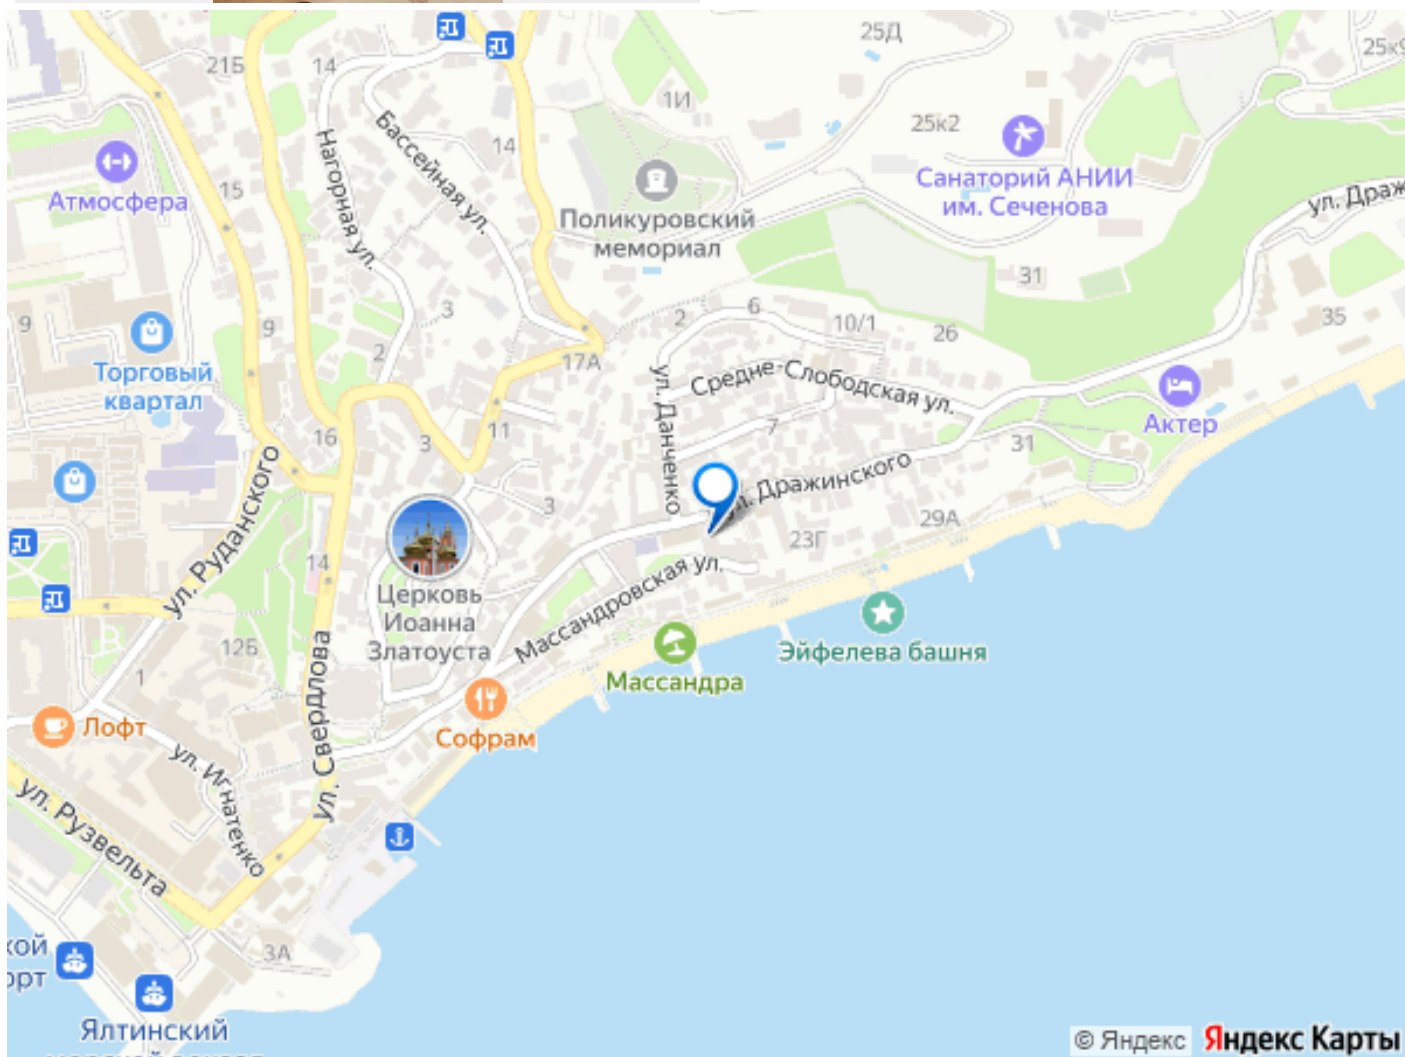 25Д
25к9
21Б
14
1И
25к2
14
Бассейная ул.
Нагорная ул.
Атмосфера
15
Санаторий АНИИ
им. Сеченова
ул. Драж
Поликуровский
мемориал
31
3
2
6
10/1
26
35
9
9
17А
2
Торговый
квартал
ул. Данченко
Средне-Слободская ул.
Актер
16
3
11
7
31
ул. Руданского
3
ул. Дражинского
29А
23Г
14
Массандровская ул.
Церковь
Иоанна
Златоуста
12Б
1
Эйфелева башня
Массандра
ул. Свердлова
Лофт
Софрам
ул. Игнатенко
ул. Рузвельта
3А
кой
орт
Ялтинский
морской вокзал
© Яндекс
Яндекс Карты